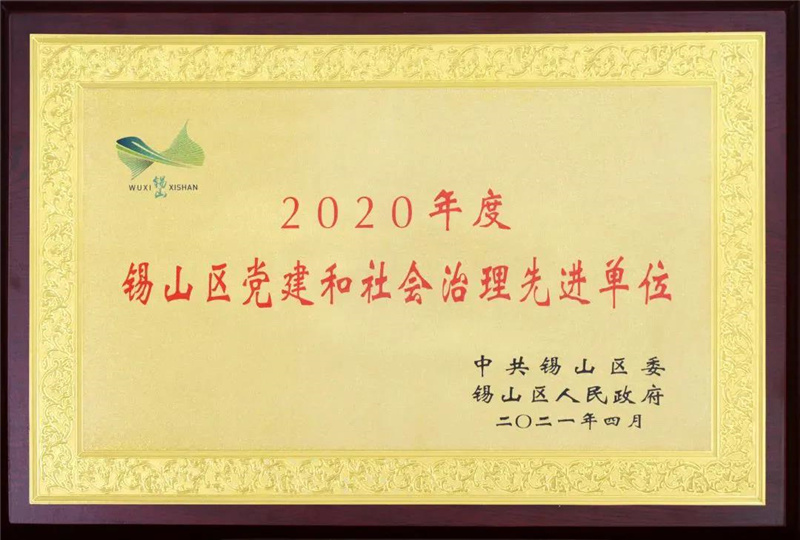 WUXI 锡山 XISHAN
2020年度
锡山区党建和社会治理先进单位
中共锡山区委
锡山区人民政府
二〇二一年四月